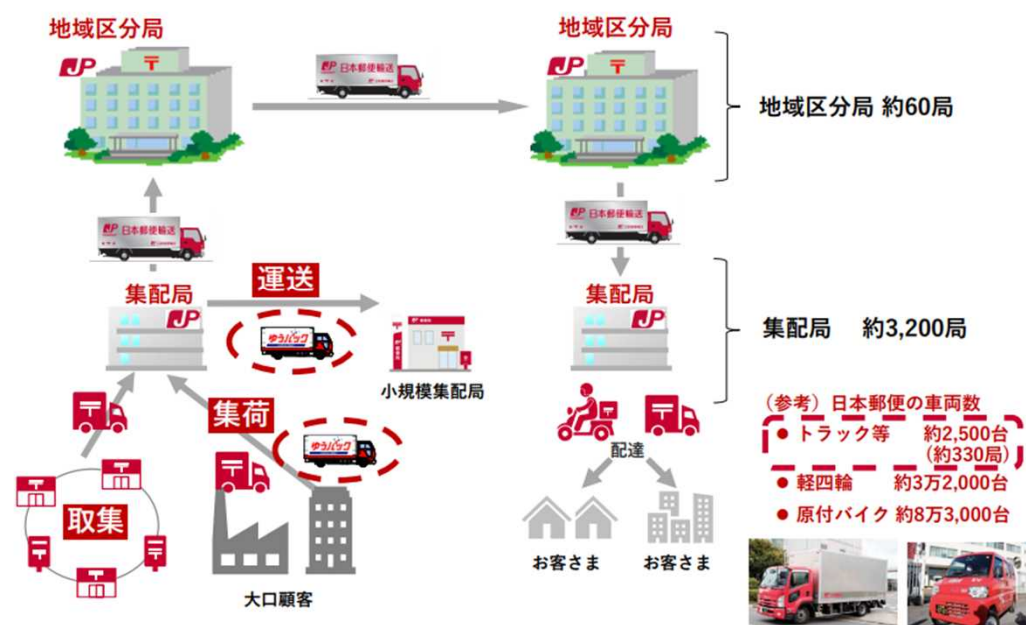 地域区分局
JP
〒
日本郵便輸送
地域区分局
JP
〒
地域区分局 約60局
JP 日本郵便輸送
JP 日本郵便輸送
集配局
JP
運送
ゆうパック
小規模集配局
集配局
JP
集配局 約3,200局
集荷
ゆうパック
取集
大口顧客
配達
お客さま
お客さま
(参考)日本郵便の車両数
● トラック等 約2,500台
(約330局)
● 軽四輪 約3万2,000台
● 原付バイク 約8万3,000台